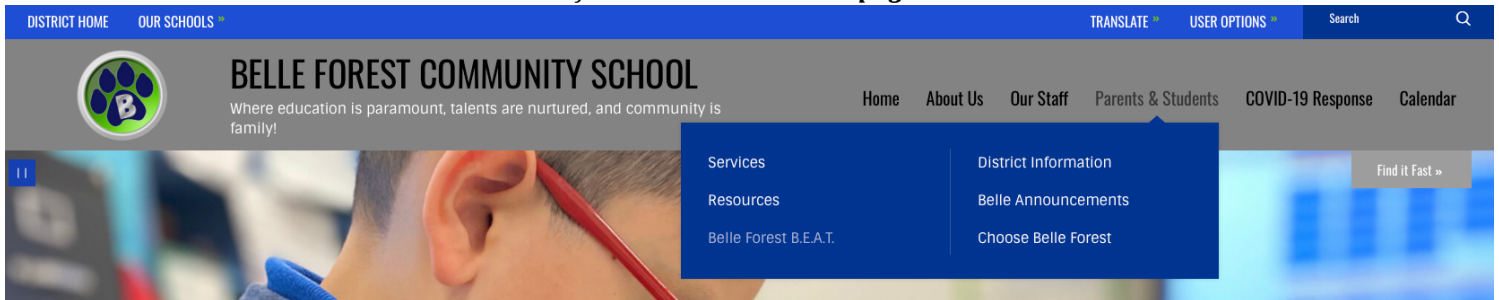 DISTRICT HOME OUR SCHOOLS » TRANSLATE » USER OPTIONS » Search
BELLE FOREST COMMUNITY SCHOOL
Where education is paramount, talents are nurtured, and community is
family!
B
Home About Us Our Staff Parents & Students COVID-19 Response Calendar
Services
Resources
Belle Forest B.E.A.T.
District Information
Belle Announcements
Choose Belle Forest
Find it Fast »